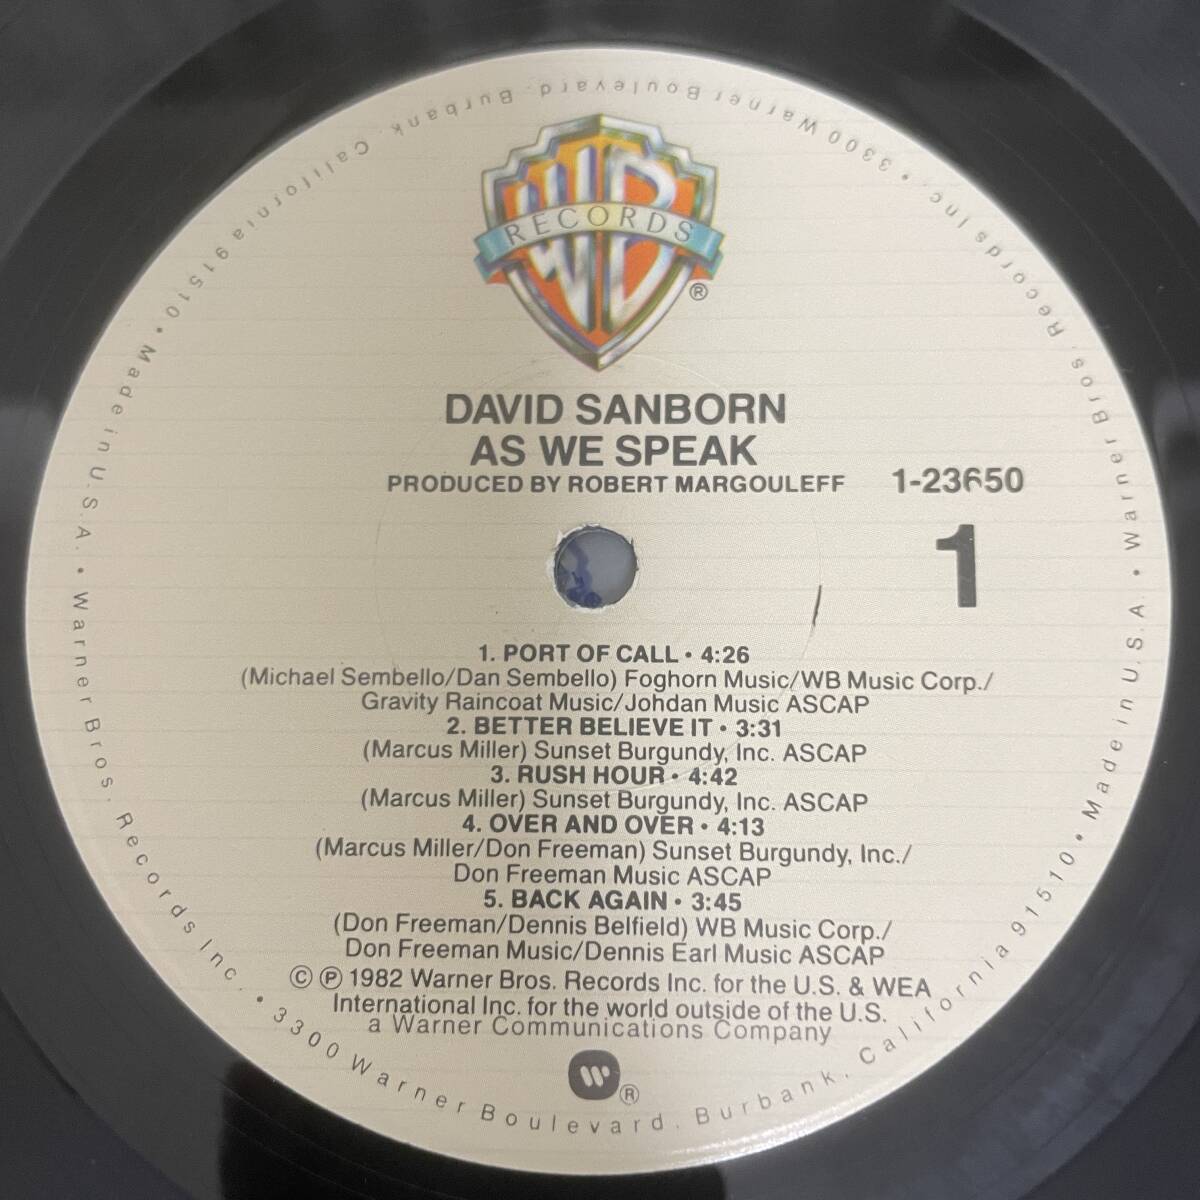 WB
RECORDS
®
DAVID SANBORN
AS WE SPEAK
PRODUCED BY ROBERT MARGOULEFF
1-23650
1
1. PORT OF CALL • 4:26
(Michael Sembello/Dan Sembello) Foghorn Music/WB Music Corp./
Gravity Raincoat Music/Johdan Music ASCAP
2. BETTER BELIEVE IT • 3:31
(Marcus Miller) Sunset Burgundy, Inc. ASCAP
3. RUSH HOUR • 4:42
(Marcus Miller) Sunset Burgundy, Inc. ASCAP
4. OVER AND OVER • 4:13
(Marcus Miller/Don Freeman) Sunset Burgundy, Inc./
Don Freeman Music ASCAP
5. BACK AGAIN • 3:45
(Don Freeman/Dennis Belfield) WB Music Corp./
Don Freeman Music/Dennis Earl Music ASCAP
© ℗ 1982 Warner Bros. Records Inc. for the U.S. & WEA
International Inc. for the world outside of the U.S.
a Warner Communications Company
®
Warner Bros. Records Inc. • 3300 Warner Boulevard. Burbank. California 91510 • Made in U.S.A. • Warner Bros. Records Inc. • 3300 Warner Boulevard. Burbank. California 91510 • Made in U.S.A. •